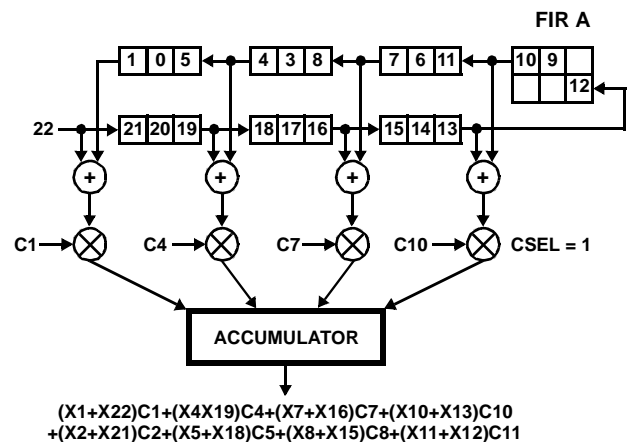 FIR A
1 0 5 4 3 8 7 6 11 10 9
12
22 21 20 19 18 17 16 15 14 13
+ + + +
C1 C4 C7 C10 CSEL = 1
ACCUMULATOR
(X1+X22)C1+(X4X19)C4+(X7+X16)C7+(X10+X13)C10
+(X2+X21)C2+(X5+X18)C5+(X8+X15)C8+(X11+X12)C11